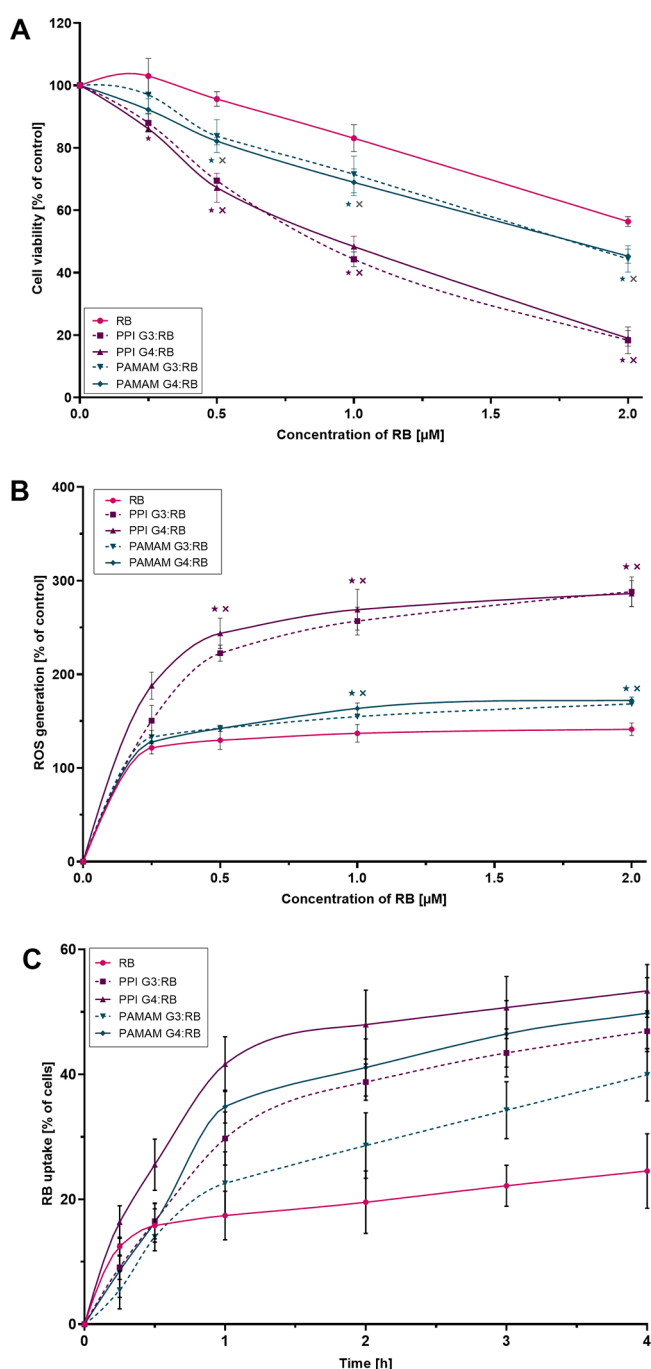 A
120
100
80
60
40
20
0
Cell viability [% of control]
RB
PPI G3:RB
PPI G4:RB
PAMAM G3:RB
PAMAM G4:RB
0.0 0.5 1.0 1.5 2.0
Concentration of RB [µM]
B
400
300
200
100
0
ROS generation [% of control]
RB
PPI G3:RB
PPI G4:RB
PAMAM G3:RB
PAMAM G4:RB
0.0 0.5 1.0 1.5 2.0
Concentration of RB [µM]
C
60
40
20
0
RB uptake [% of cells]
RB
PPI G3:RB
PPI G4:RB
PAMAM G3:RB
PAMAM G4:RB
0 1 2 3 4
Time [h]